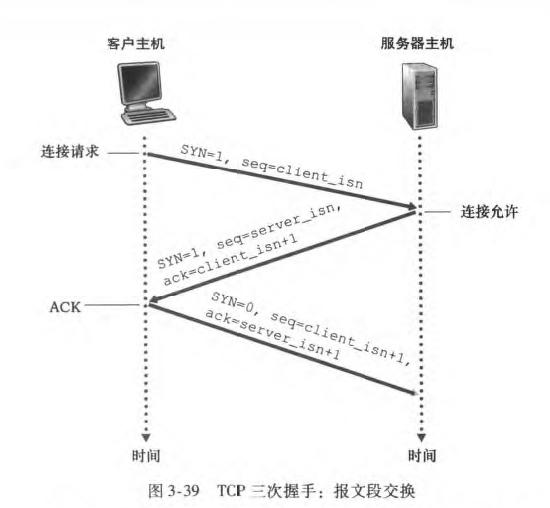 客户主机
服务器主机
连接请求
SYN=1, seq=client_isn
连接允许
SYN=1, seq=server_isn,
ack=client_isn+1
ACK
SYN=0, seq=client_isn+1,
ack=server_isn+1
时间
时间
图 3-39 TCP 三次握手：报文段交换